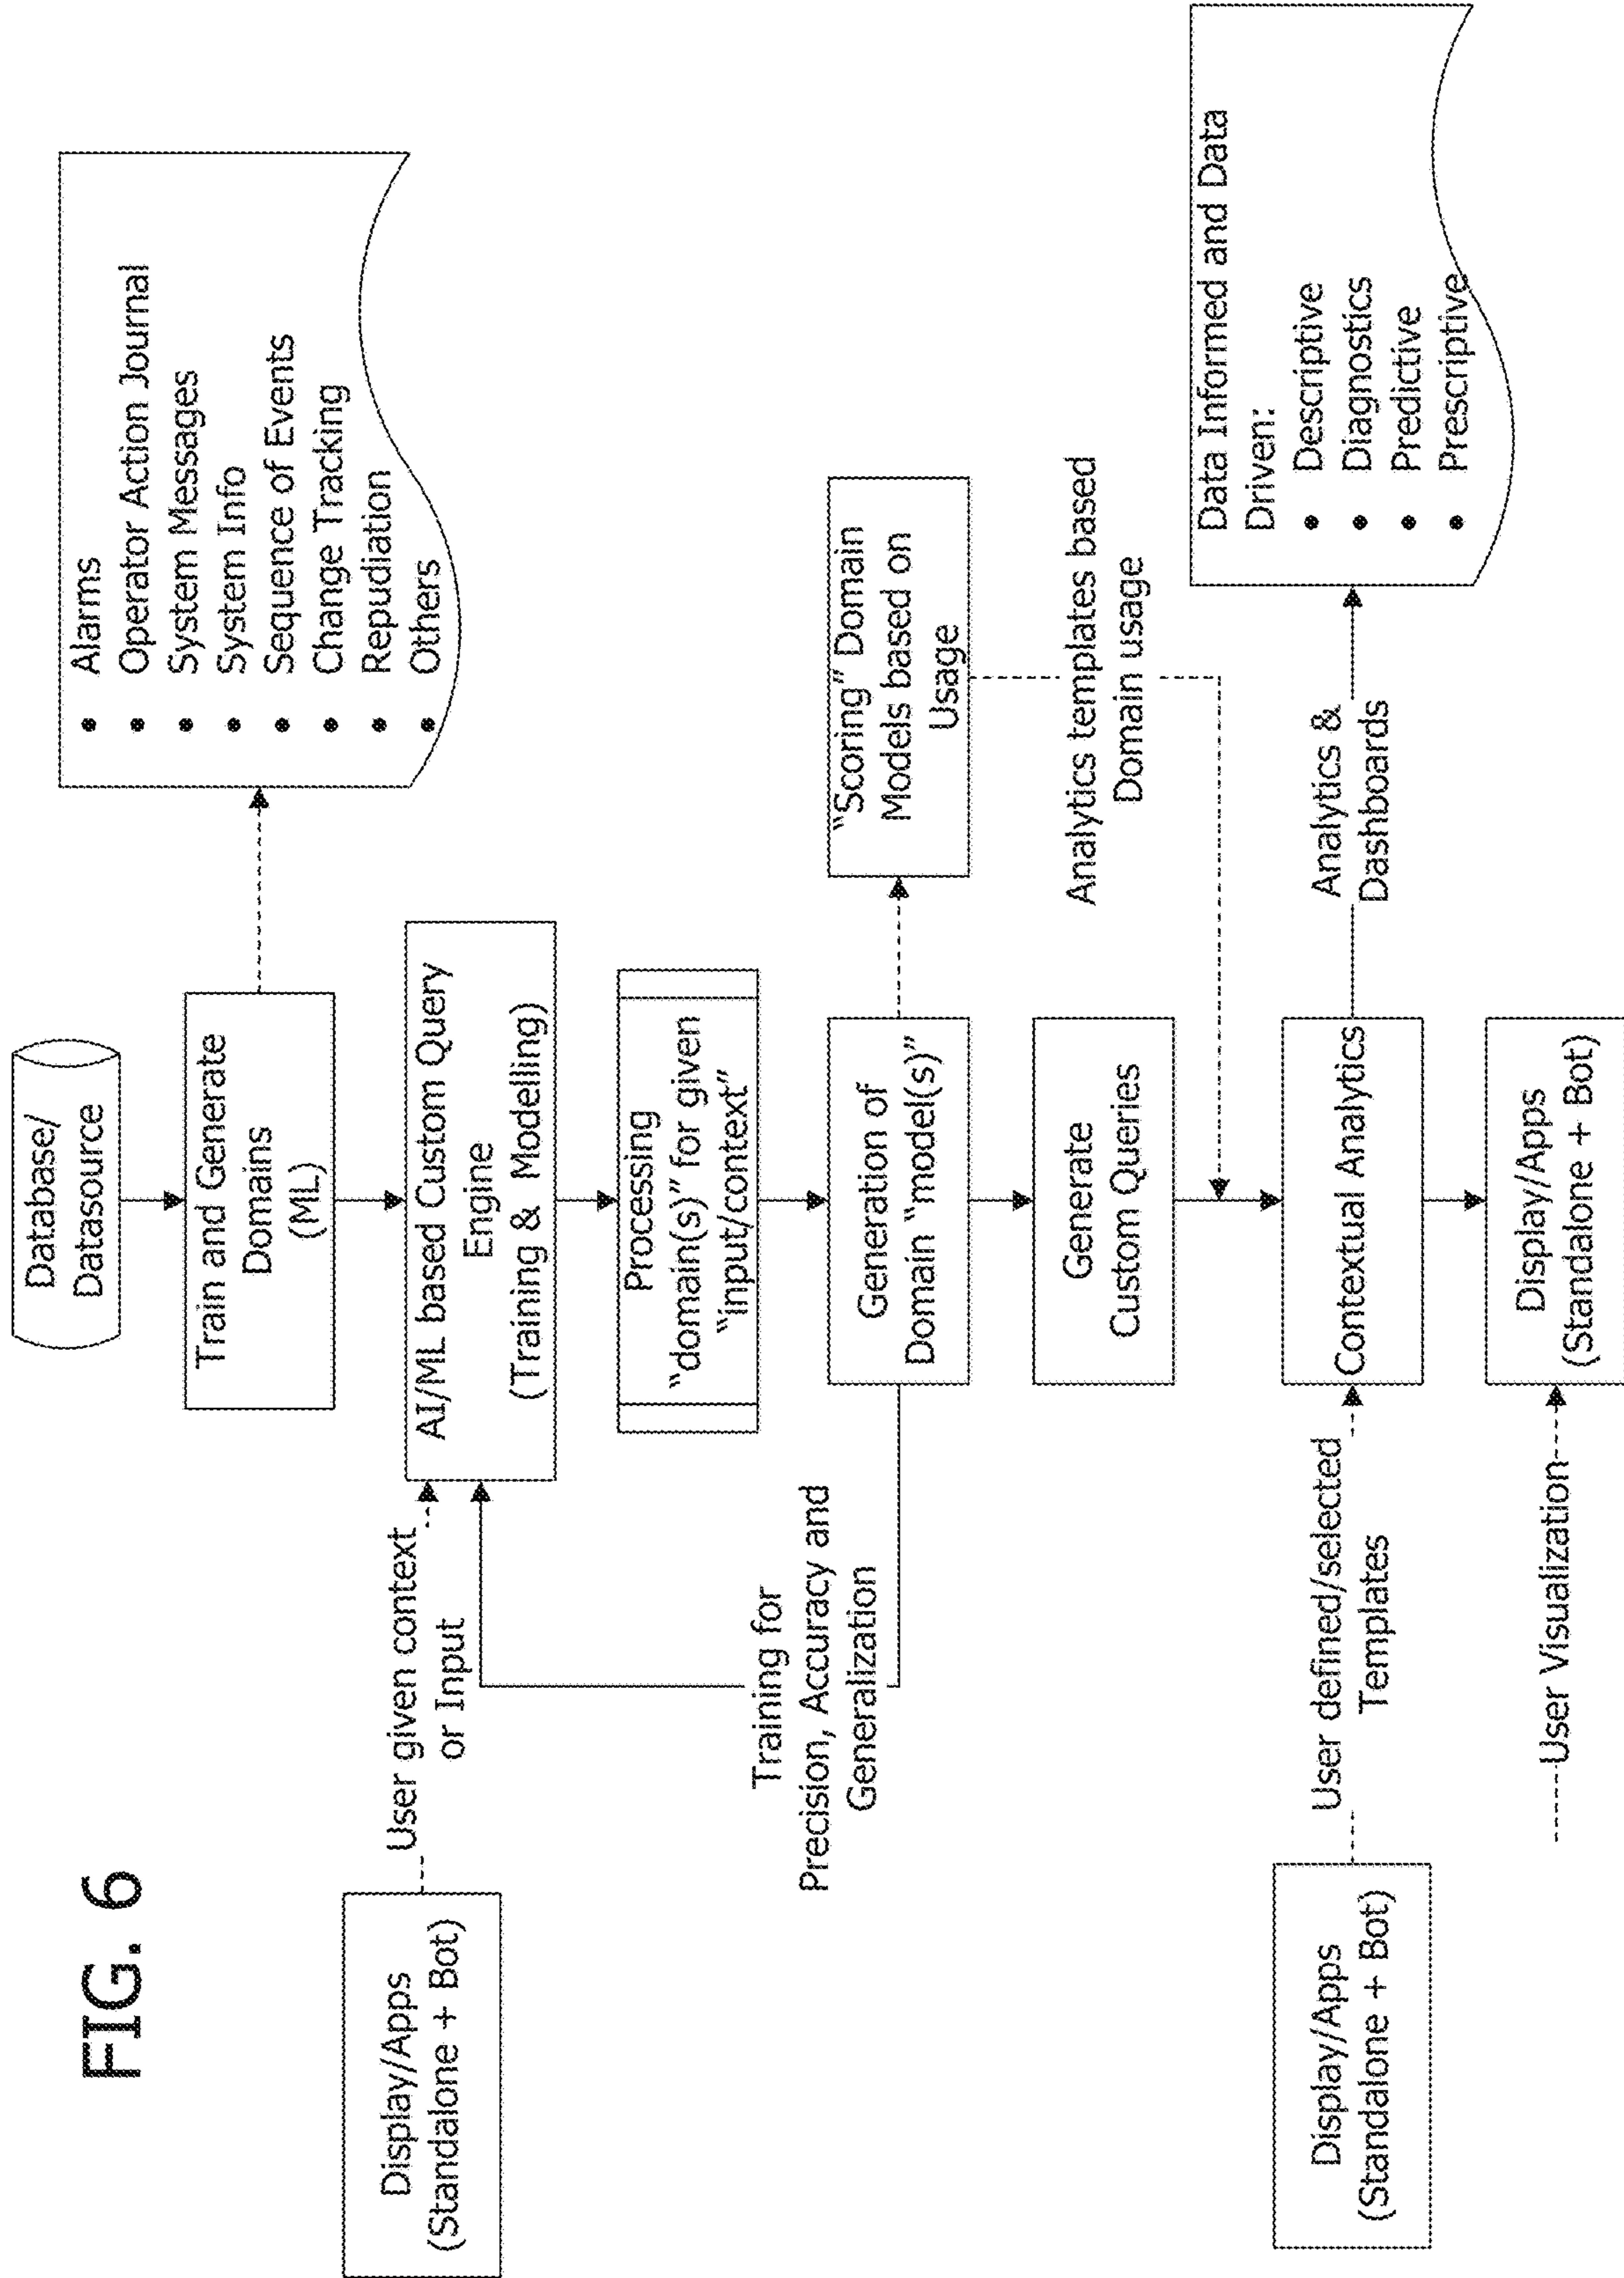 FIG. 6
Database/
Datasource
Train and Generate
Domains
(ML)
• Alarms
• Operator Action Journal
• System Messages
• System Info
• Sequence of Events
• Change Tracking
• Repudiation
• Others
Display/Apps
(Standalone + Bot)
User given context
or Input
AI/ML based Custom Query
Engine
(Training & Modelling)
Processing
“domain(s)” for given
“input/context”
Training for
Precision, Accuracy and
Generalization
Generation of
Domain “model(s)”
“Scoring” Domain
Models based on
Usage
Analytics templates based
Domain usage
Generate
Custom Queries
Display/Apps
(Standalone + Bot)
User defined/selected
Templates
Contextual Analytics
Analytics &
Dashboards
Data Informed and Data
Driven:
• Descriptive
• Diagnostics
• Predictive
• Prescriptive
User Visualization
Display/Apps
(Standalone + Bot)